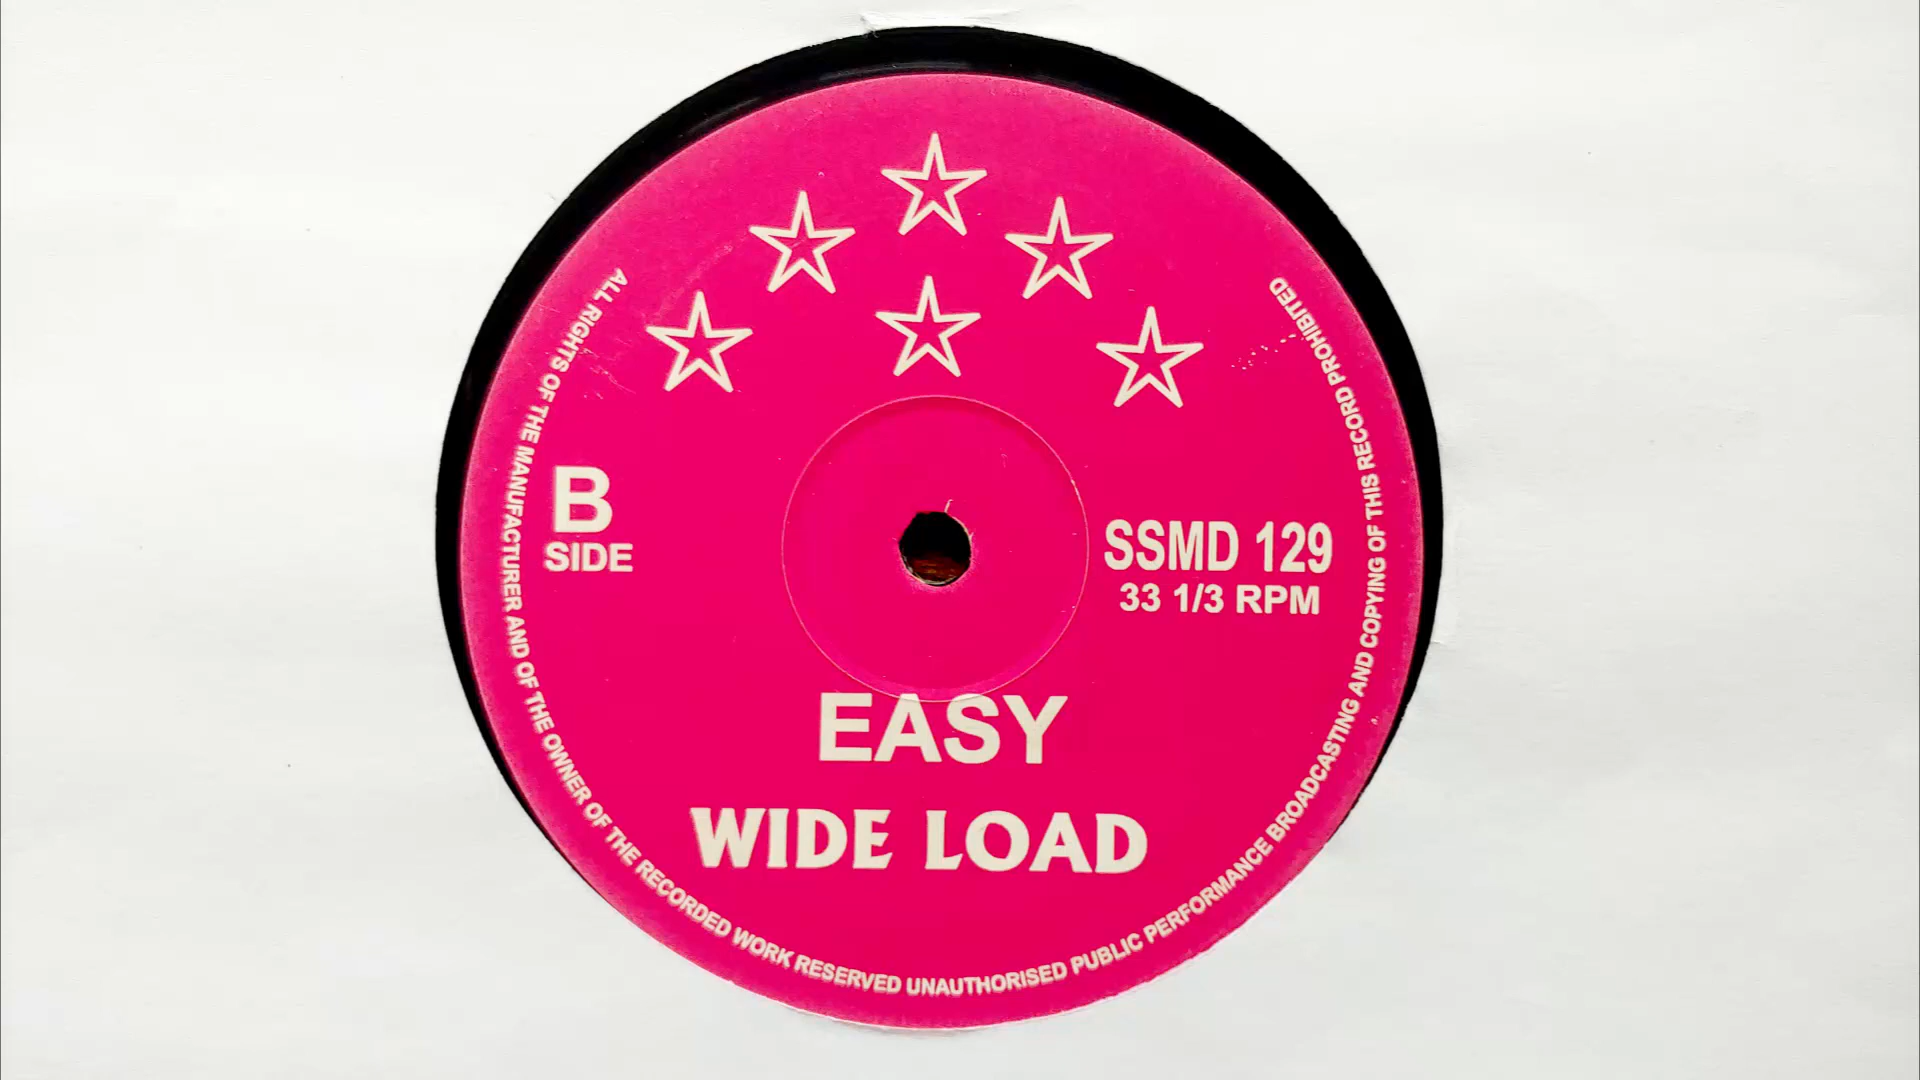 B
SIDE
SSMD 129
33 1/3 RPM
EASY
WIDE LOAD
ALL RIGHTS OF THE MANUFACTURER AND OF THE OWNER OF THE RECORDED WORK RESERVED UNAUTHORISED PUBLIC PERFORMANCE BROADCASTING AND COPYING OF THIS RECORD PROHIBITED